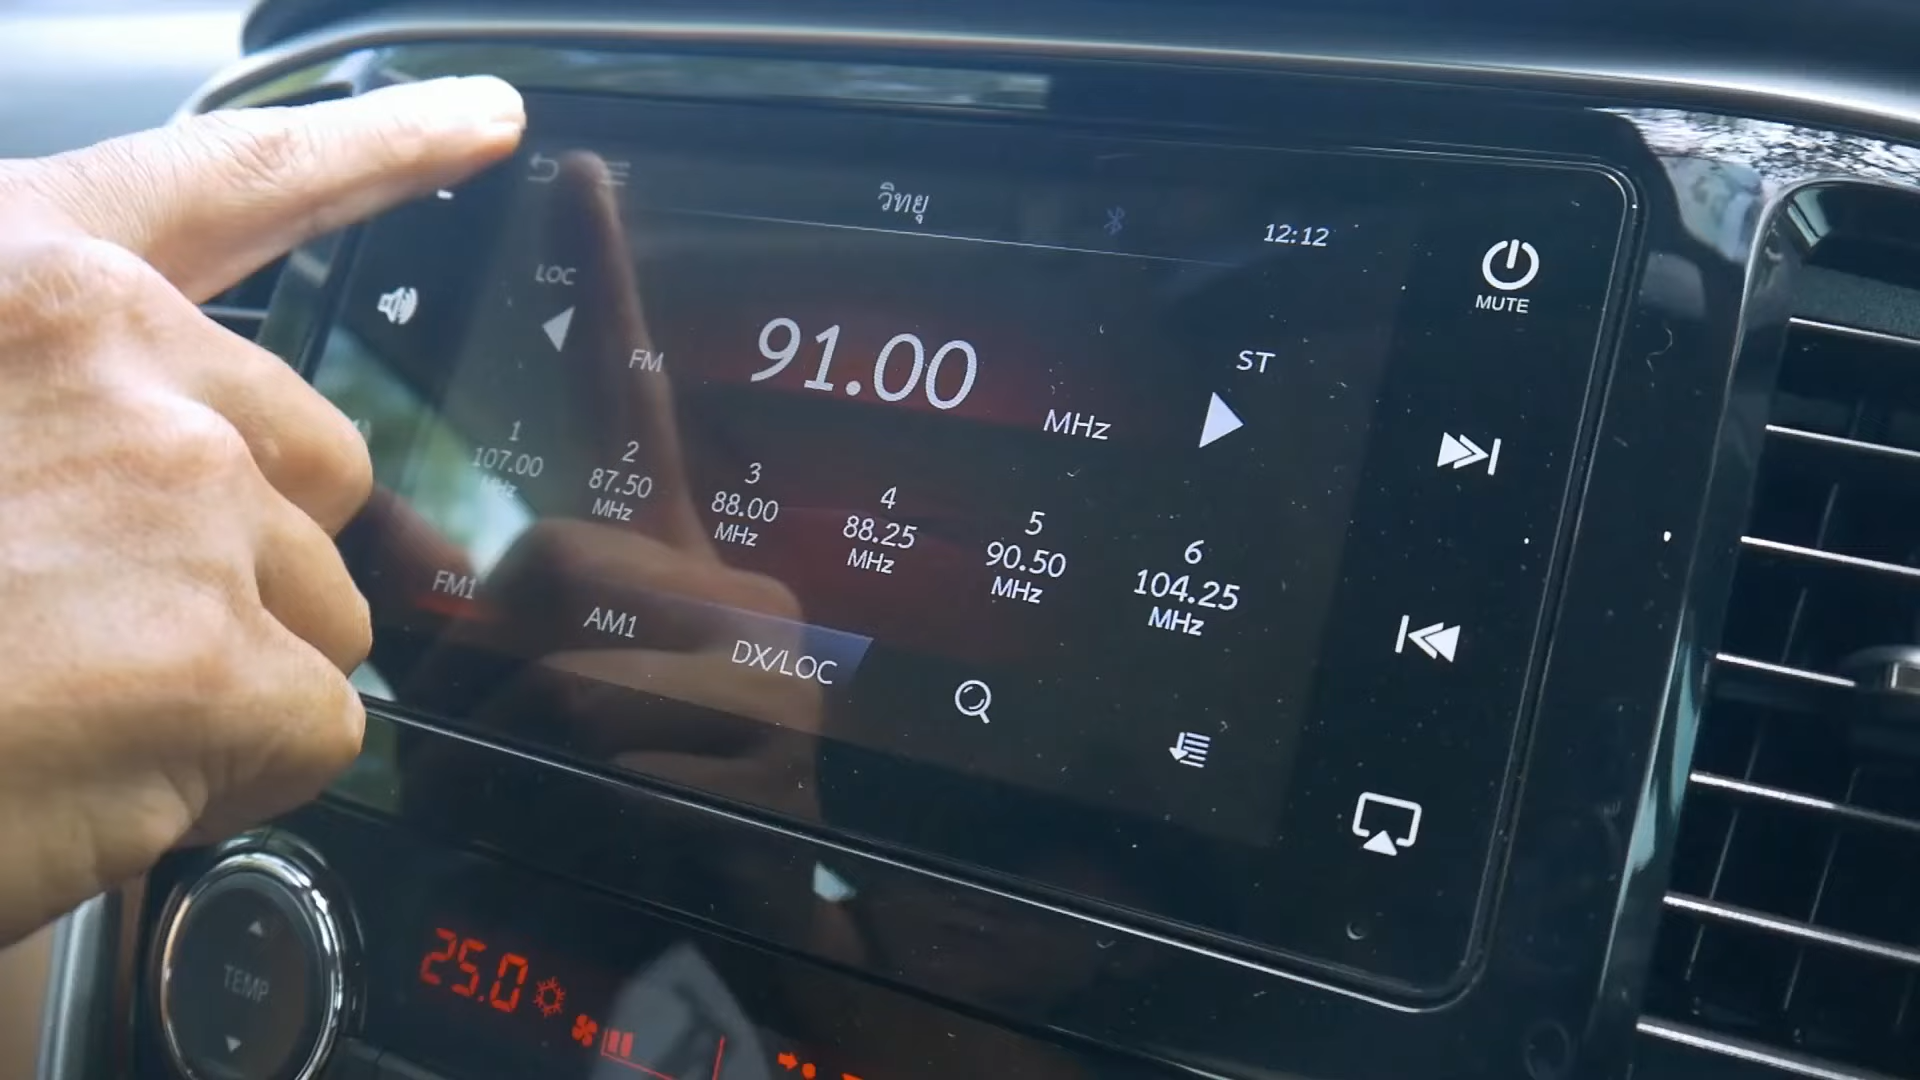 วิทยุ
12:12
MUTE
LOC
FM
91.00
MHz
ST
1
107.00
MHz
2
87.50
MHz
3
88.00
MHz
4
88.25
MHz
5
90.50
MHz
6
104.25
MHz
FM1
AM1
DX/LOC
TEMP
25.0